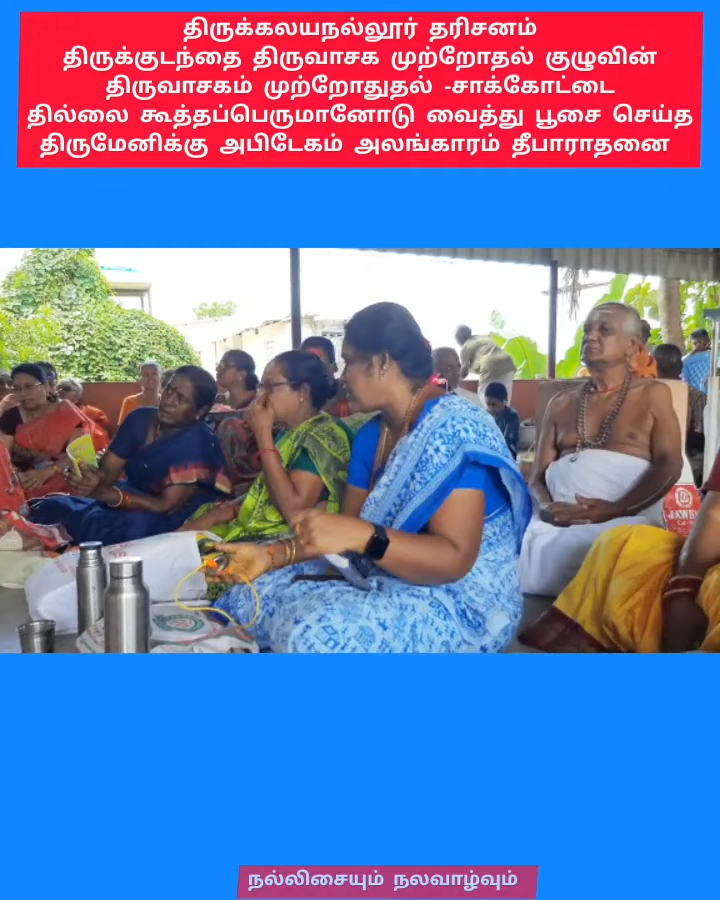 திருக்கலயநல்லூர் தரிசனம்
திருக்குடந்தை திருவாசக முற்றோதல் குழுவின்
திருவாசகம் முற்றோதுதல் -சாக்கோட்டை
தில்லை கூத்தப்பெருமானோடு வைத்து பூசை செய்த
திருமேனிக்கு அபிடேகம் அலங்காரம் தீபாராதனை
நல்லிசையும் நலவாழ்வும்